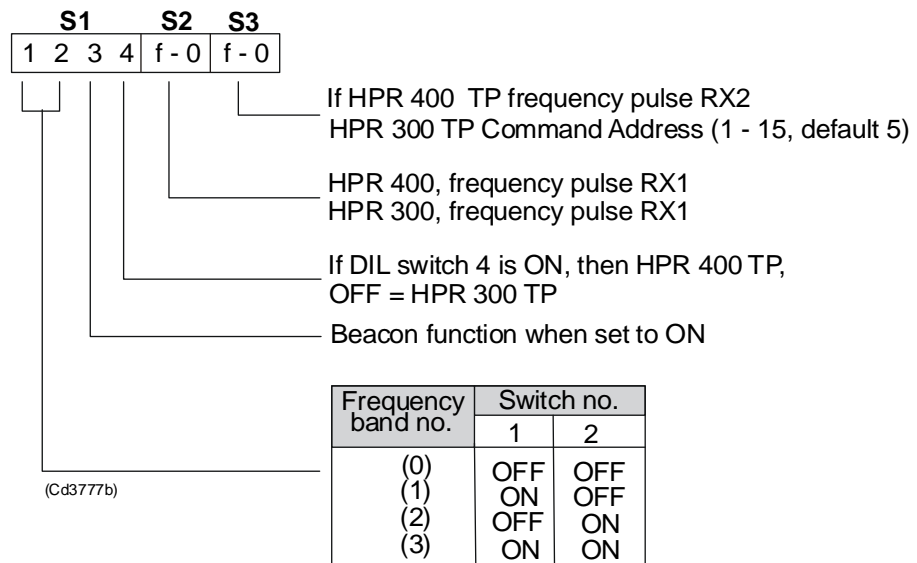 S1 S2 S3
1 2 3 4 f - 0 f - 0
If HPR 400 TP frequency pulse RX2
HPR 300 TP Command Address (1 - 15, default 5)
HPR 400, frequency pulse RX1
HPR 300, frequency pulse RX1
If DIL switch 4 is ON, then HPR 400 TP,
OFF = HPR 300 TP
Beacon function when set to ON
Frequency band no. Switch no.
1 2
(0) OFF OFF
(1) ON OFF
(2) OFF ON
(3) ON ON
(Cd3777b)